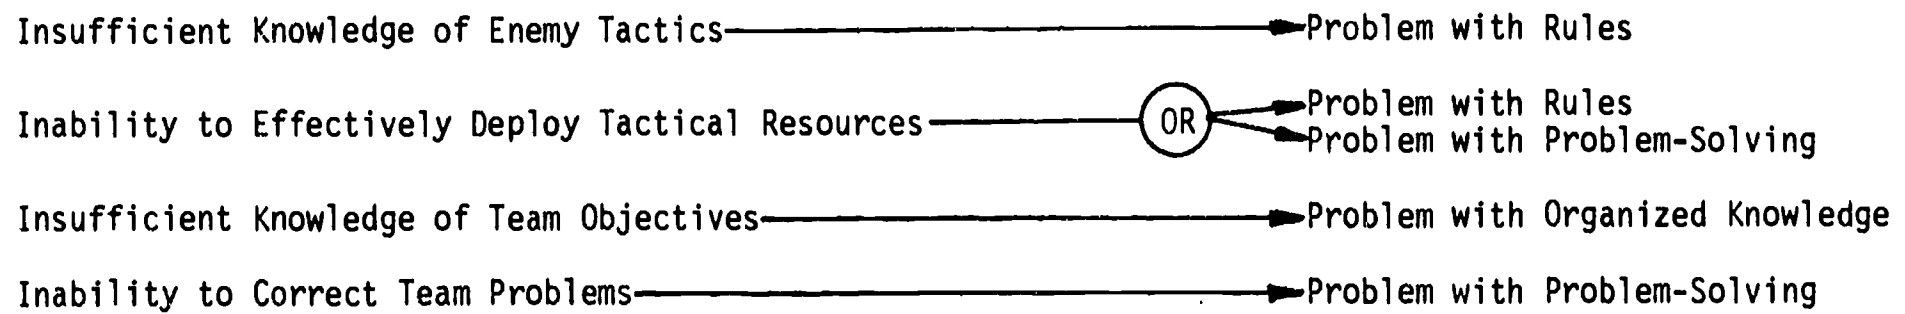 Insufficient Knowledge of Enemy Tactics Problem with Rules
Inability to Effectively Deploy Tactical Resources OR Problem with Rules
Problem with Problem-Solving
Insufficient Knowledge of Team Objectives Problem with Organized Knowledge
Inability to Correct Team Problems Problem with Problem-Solving